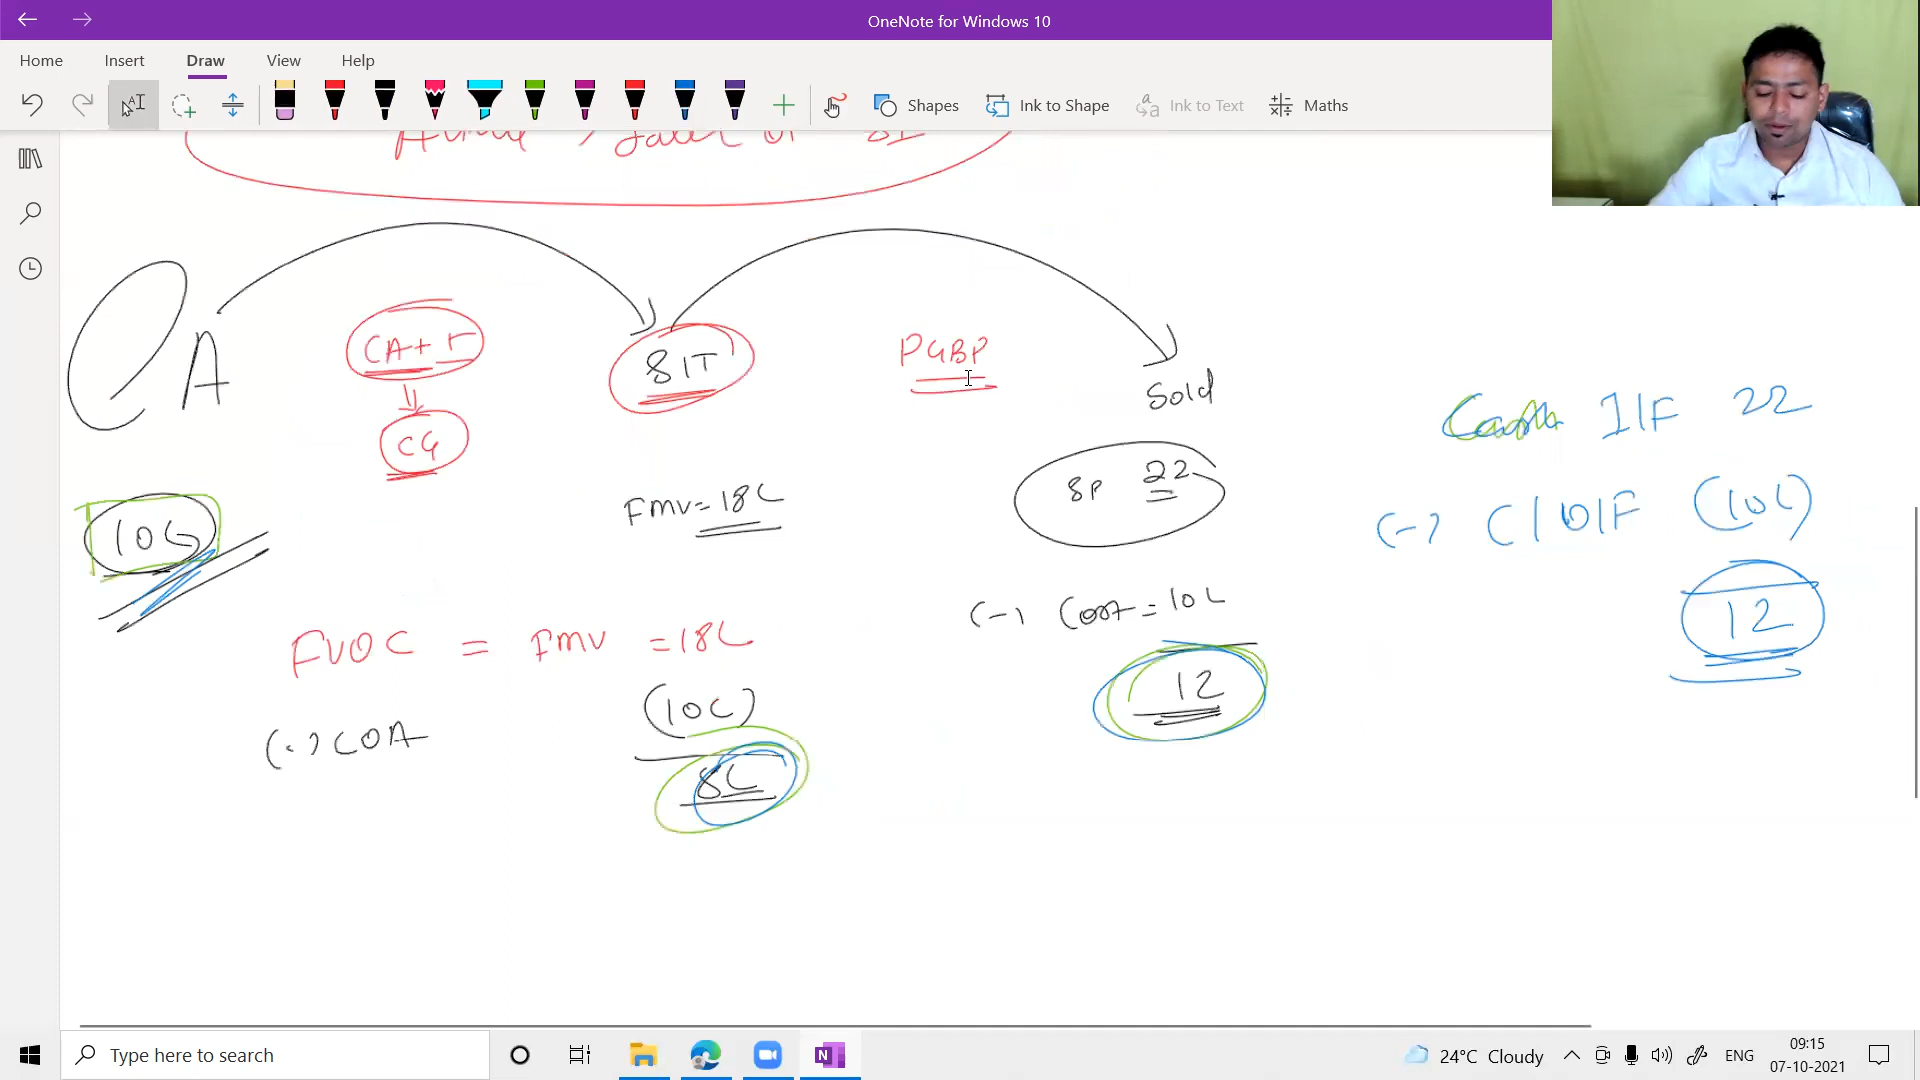 OneNote for Windows 10
Home Insert Draw View Help
Shapes Ink to Shape Ink to Text Maths
A
CA + T
CG
SIT
PGBP
Sold
10L
FMV = 18L
SP 22
(-) Cost = 10L
12
FVOC = FMV = 18L
(-) COA (10L)
8L
Cash I/F 22
(-) C/O/F (10L)
12
Type here to search
24°C Cloudy
ENG
09:15
07-10-2021